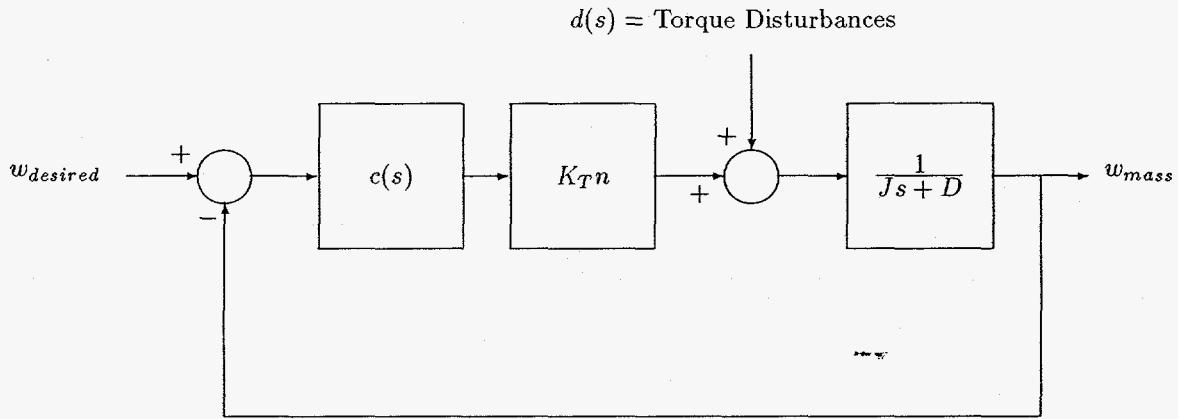 d(s) = Torque Disturbances
w_desired
+
−
c(s)
K_T n
+
+
1
Js + D
w_mass